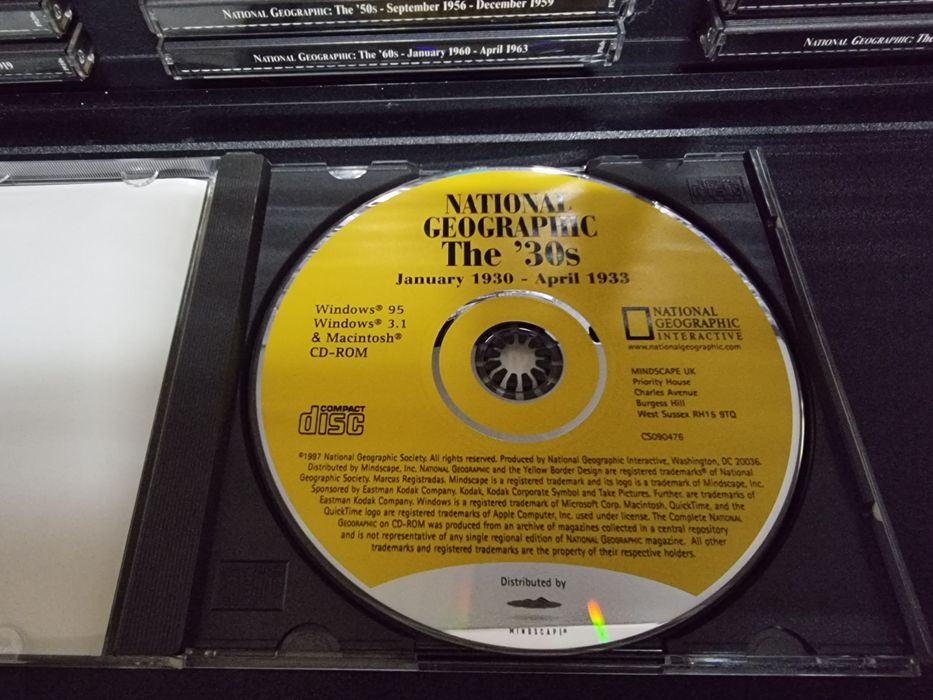 NATIONAL GEOGRAPHIC: The '50s - September 1956 - December 1959
NATIONAL GEOGRAPHIC: The '60s - January 1960 - April 1963
NATIONAL GEOGRAPHIC: The
NATIONAL
GEOGRAPHIC
The '30s
January 1930 - April 1933
Windows® 95
Windows® 3.1
& Macintosh®
CD-ROM
COMPACT
disc
NATIONAL
GEOGRAPHIC
INTERACTIVE
www.nationalgeographic.com
MINDSCAPE UK
Priority House
Charles Avenue
Burgess Hill
West Sussex RH15 9TQ
CS090476
©1997 National Geographic Society. All rights reserved. Produced by National Geographic Interactive, Washington, DC 20036.
Distributed by Mindscape, Inc. NATIONAL GEOGRAPHIC and the Yellow Border Design are registered trademarks® of National
Geographic Society. Marcas Registradas. Mindscape is a registered trademark and its logo is a trademark of Mindscape, Inc.
Sponsored by Eastman Kodak Company. Kodak, Kodak Corporate Symbol and Take Pictures. Further. are trademarks of
Eastman Kodak Company. Windows is a registered trademark of Microsoft Corp. Macintosh, QuickTime, and the
QuickTime logo are registered trademarks of Apple Computer, Inc. used under license. The Complete NATIONAL
GEOGRAPHIC on CD-ROM was produced from an archive of magazines collected in a central repository
and is not representative of any single regional edition of NATIONAL GEOGRAPHIC magazine. All other
trademarks and registered trademarks are the property of their respective holders.
Distributed by
MINDSCAPE®